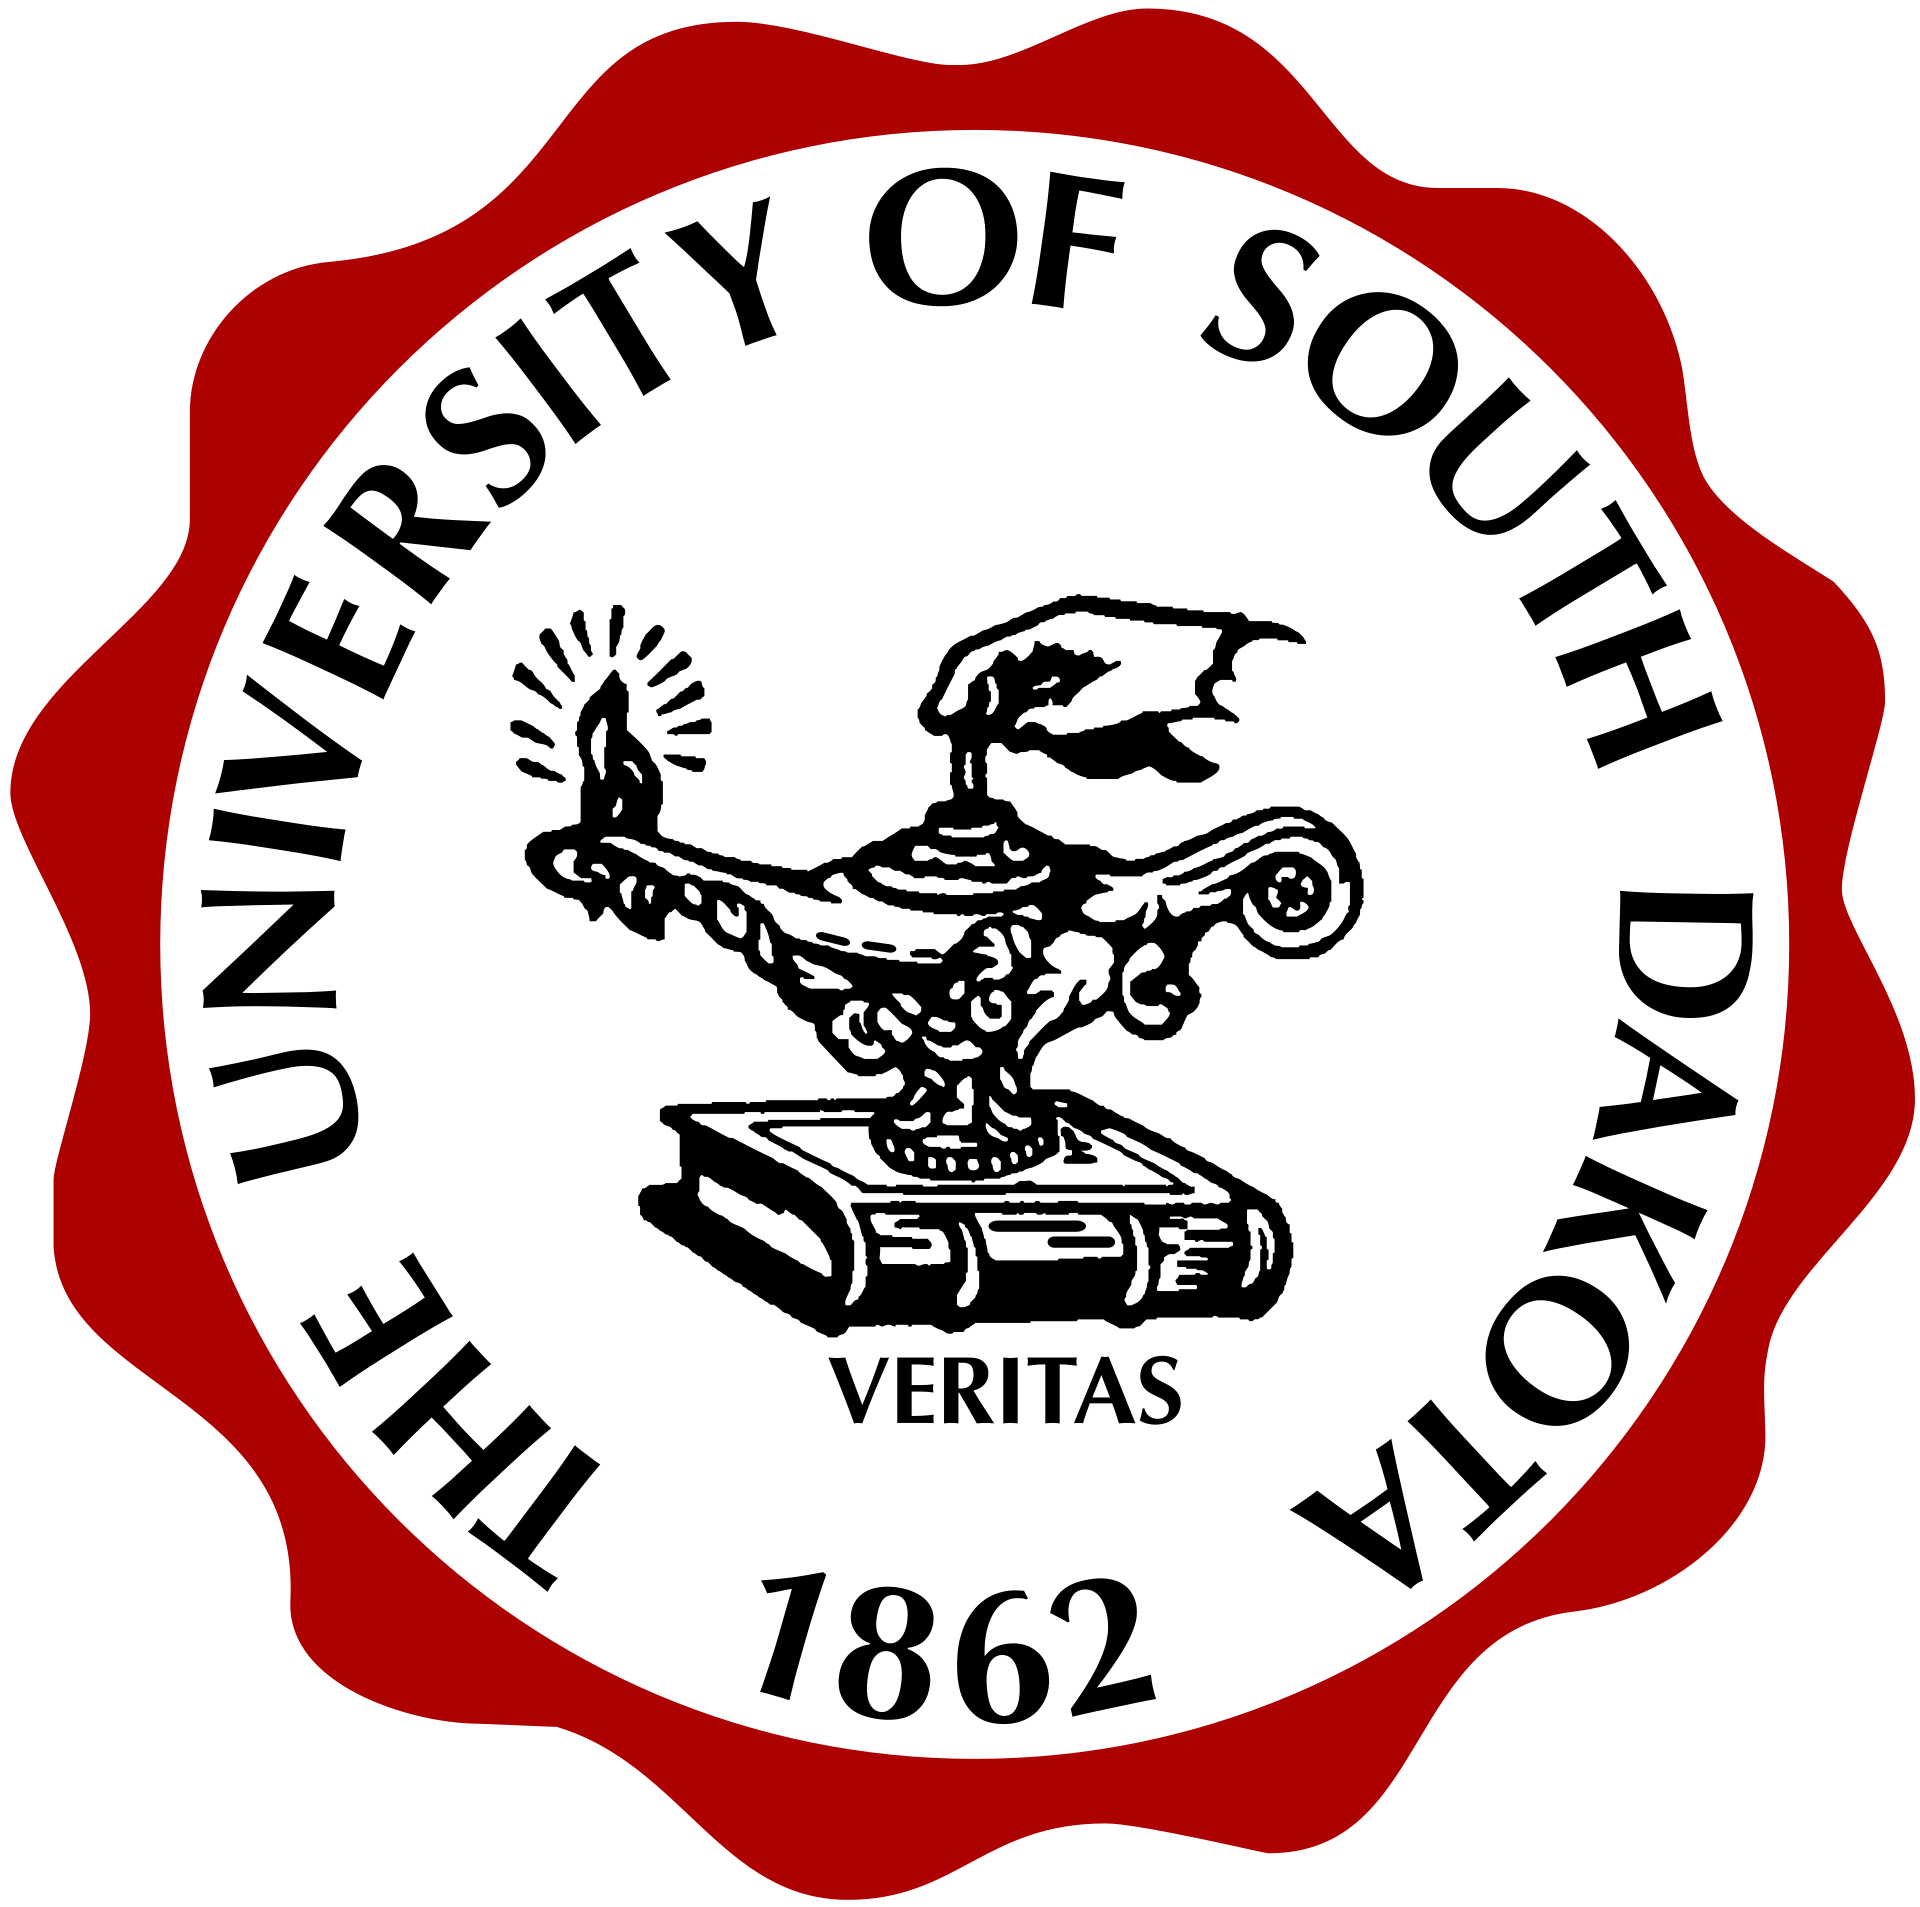 THE UNIVERSITY OF SOUTH DAKOTA
VERITAS
1862